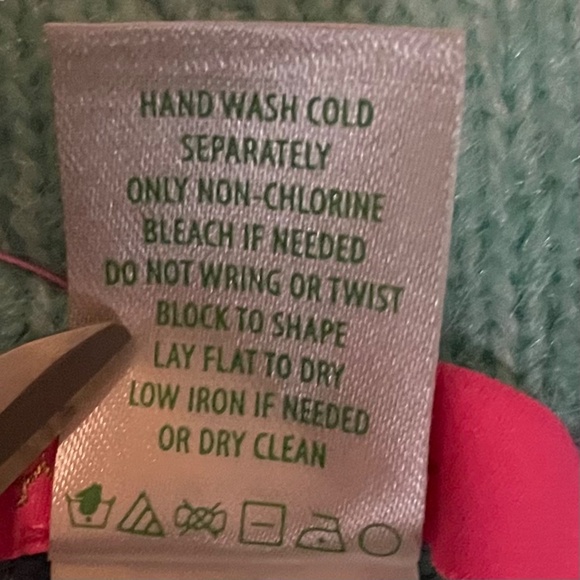 HAND WASH COLD
SEPARATELY
ONLY NON-CHLORINE
BLEACH IF NEEDED
DO NOT WRING OR TWIST
BLOCK TO SHAPE
LAY FLAT TO DRY
LOW IRON IF NEEDED
OR DRY CLEAN